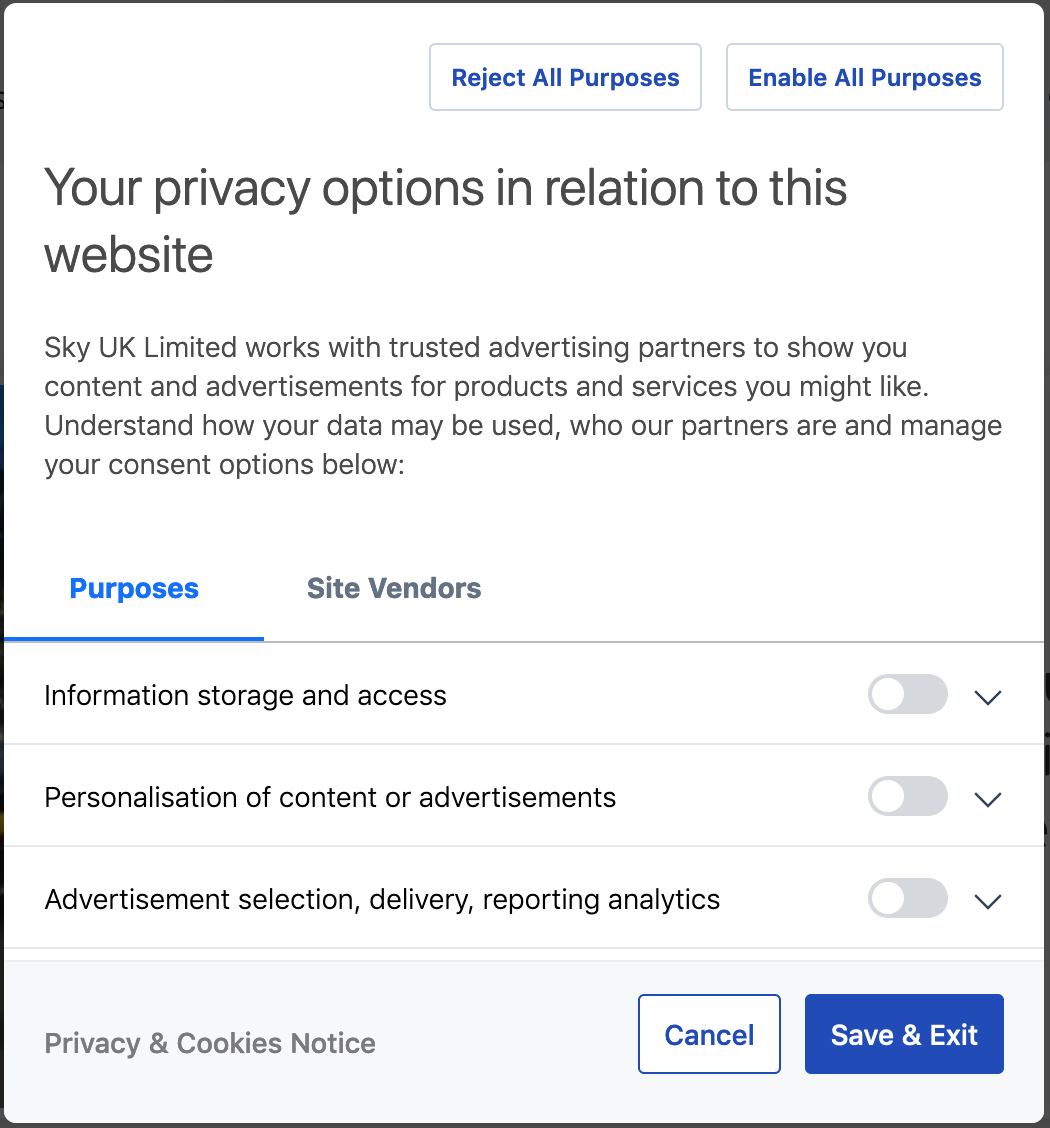 Reject All Purposes
Enable All Purposes
Your privacy options in relation to this
website
Sky UK Limited works with trusted advertising partners to show you
content and advertisements for products and services you might like.
Understand how your data may be used, who our partners are and manage
your consent options below:
Purposes
Site Vendors
Information storage and access
Personalisation of content or advertisements
Advertisement selection, delivery, reporting analytics
Privacy & Cookies Notice
Cancel
Save & Exit